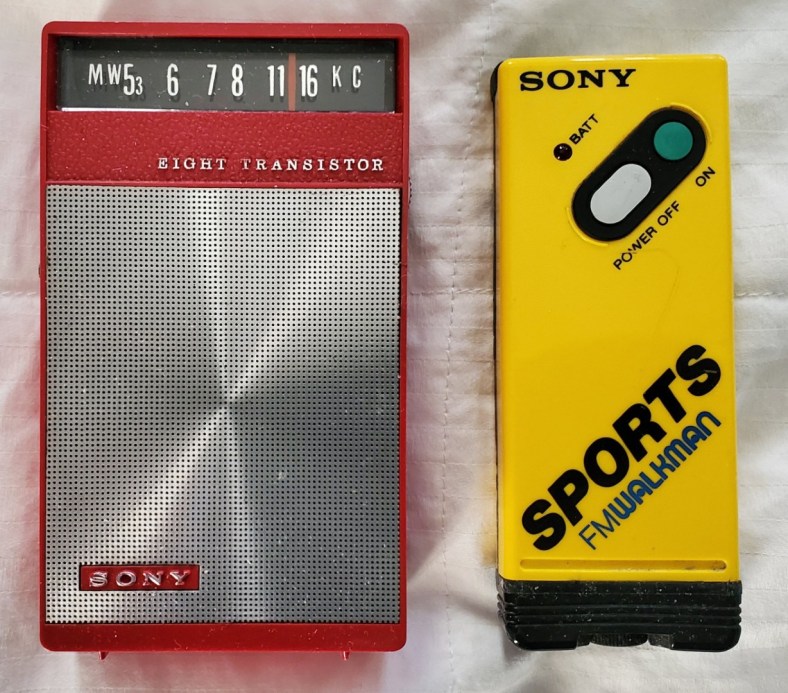 MW 53 6 7 8 11 16 KC
EIGHT TRANSISTOR
SONY
SONY
BATT
POWER OFF ON
SPORTS
FM WALKMAN